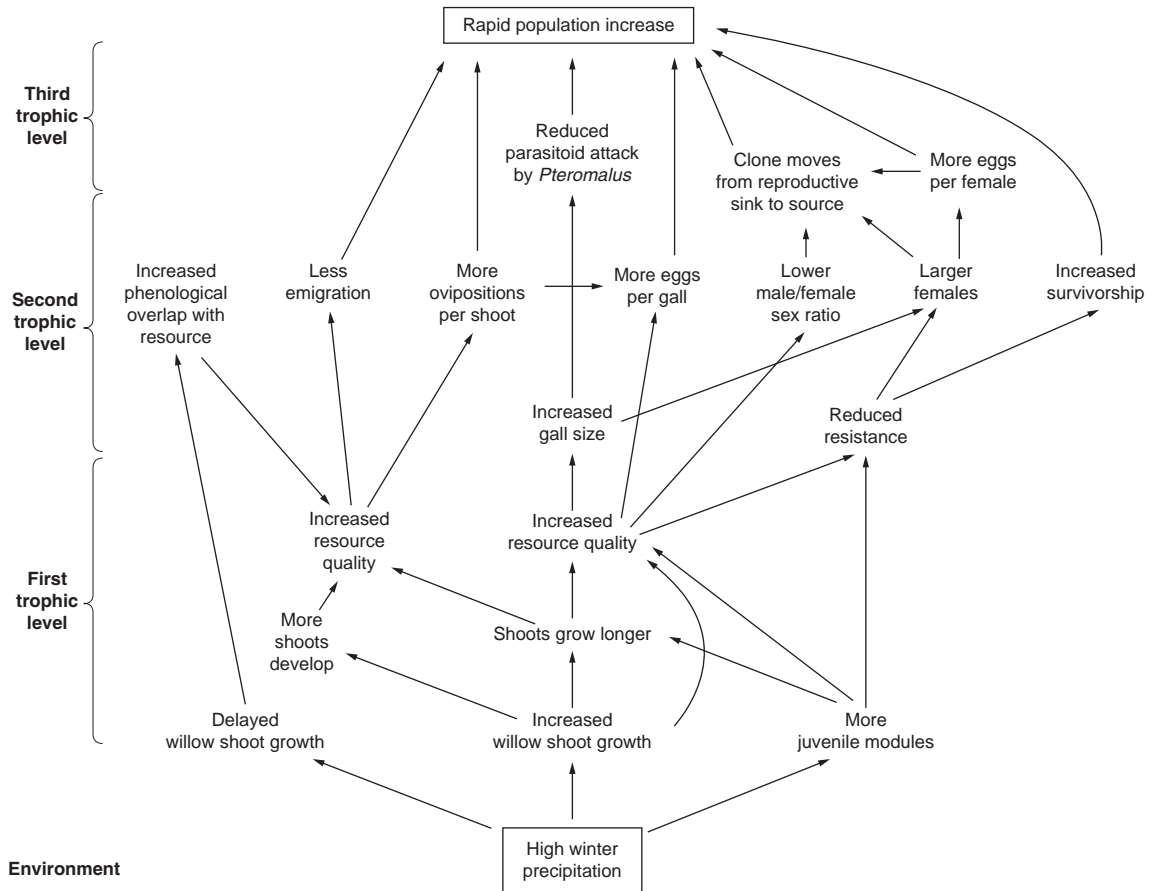 Rapid population increase
Third
trophic
level
Reduced
parasitoid attack
by Pteromalus
Clone moves
from reproductive
sink to source
More eggs
per female
Second
trophic
level
Increased
phenological
overlap with
resource
Less
emigration
More
ovipositions
per shoot
More eggs
per gall
Lower
male/female
sex ratio
Larger
females
Increased
survivorship
Increased
gall size
Reduced
resistance
First
trophic
level
Increased
resource
quality
Increased
resource quality
More
shoots
develop
Shoots grow longer
Delayed
willow shoot growth
Increased
willow shoot growth
More
juvenile modules
Environment
High winter
precipitation